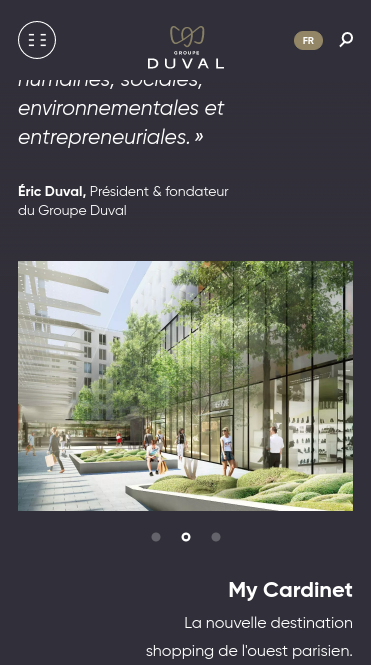 FR
GROUPE
DUVAL
humaines, sociales,
environnementales et
entrepreneuriales. »
Éric Duval, Président & fondateur
du Groupe Duval
My Cardinet
La nouvelle destination
shopping de l'ouest parisien.